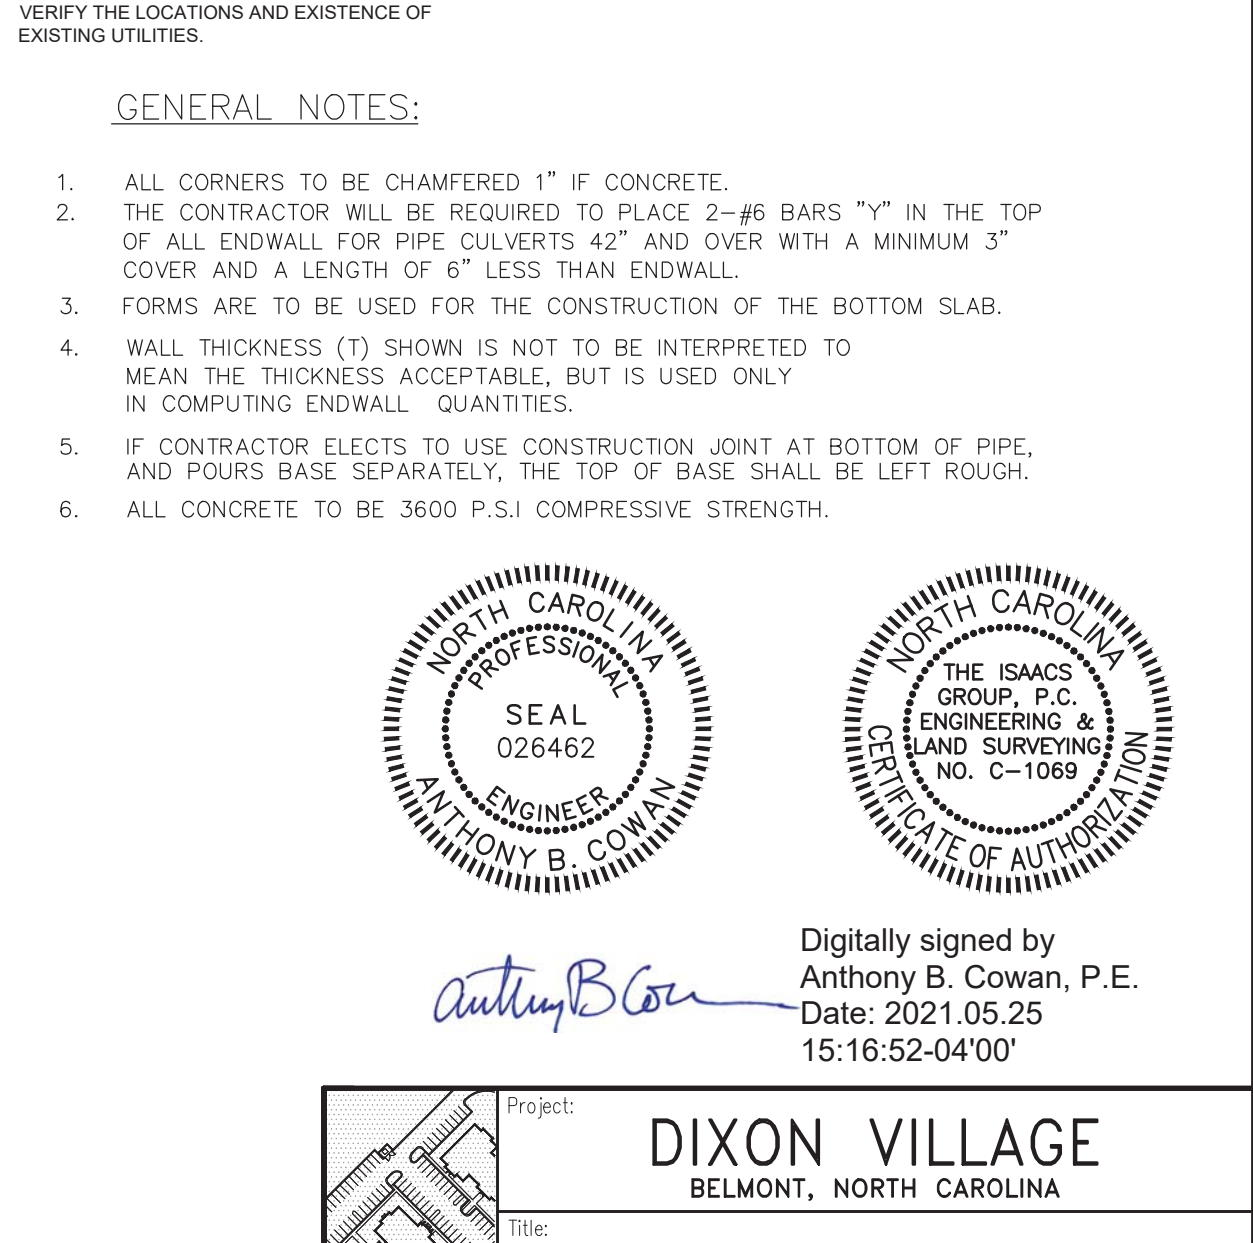 VERIFY THE LOCATIONS AND EXISTENCE OF
EXISTING UTILITIES.
GENERAL NOTES:
1. ALL CORNERS TO BE CHAMFERED 1" IF CONCRETE.
2. THE CONTRACTOR WILL BE REQUIRED TO PLACE 2-#6 BARS "Y" IN THE TOP
OF ALL ENDWALL FOR PIPE CULVERTS 42" AND OVER WITH A MINIMUM 3"
COVER AND A LENGTH OF 6" LESS THAN ENDWALL.
3. FORMS ARE TO BE USED FOR THE CONSTRUCTION OF THE BOTTOM SLAB.
4. WALL THICKNESS (T) SHOWN IS NOT TO BE INTERPRETED TO
MEAN THE THICKNESS ACCEPTABLE, BUT IS USED ONLY
IN COMPUTING ENDWALL QUANTITIES.
5. IF CONTRACTOR ELECTS TO USE CONSTRUCTION JOINT AT BOTTOM OF PIPE,
AND POURS BASE SEPARATELY, THE TOP OF BASE SHALL BE LEFT ROUGH.
6. ALL CONCRETE TO BE 3600 P.S.I COMPRESSIVE STRENGTH.
NORTH CAROLINA
PROFESSIONAL
SEAL
026462
ENGINEER
ANTHONY B. COWAN
NORTH CAROLINA
THE ISAACS
GROUP, P.C.
ENGINEERING &
LAND SURVEYING
NO. C-1069
CERTIFICATE OF AUTHORIZATION
Anthony B Cowan
Digitally signed by
Anthony B. Cowan, P.E.
Date: 2021.05.25
15:16:52-04'00'
Project:
DIXON VILLAGE
BELMONT, NORTH CAROLINA
Title: